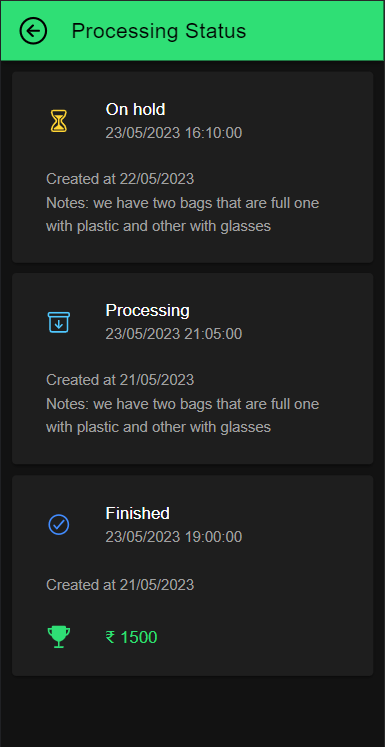 Processing Status
On hold
23/05/2023 16:10:00
Created at 22/05/2023
Notes: we have two bags that are full one
with plastic and other with glasses
Processing
23/05/2023 21:05:00
Created at 21/05/2023
Notes: we have two bags that are full one
with plastic and other with glasses
Finished
23/05/2023 19:00:00
Created at 21/05/2023
₹ 1500